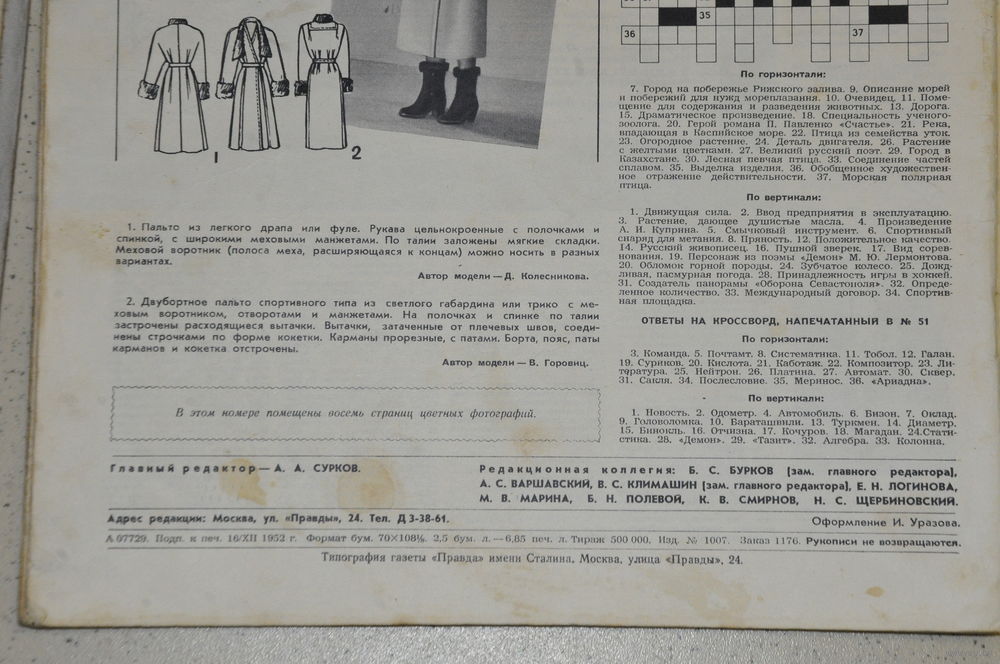 35
36
37
1
2
1. Пальто из легкого драпа или фуле. Рукава цельнокроенные с полочками и
спинкой, с широкими меховыми манжетами. По талии заложены мягкие складки.
Меховой воротник (полоса меха, расширяющаяся к концам) можно носить в разных
вариантах.
Автор модели — Д. Колесникова.
2. Двубортное пальто спортивного типа из светлого габардина или трико с ме-
ховым воротником, отворотами и манжетами. На полочках и спинке по талии
застрочены расходящиеся вытачки. Вытачки, затаченные от плечевых швов, соеди-
нены строчками по форме кокетки. Карманы прорезные, с патами. Борта, пояс, паты
карманов и кокетка отстрочены.
Автор модели — В. Горовиц.
В этом номере помещены восемь страниц цветных фотографий.
По горизонтали:
7. Город на побережье Рижского залива. 9. Описание морей
и побережий для нужд мореплавания. 10. Очевидец. 11. Поме-
щение для содержания и разведения животных. 13. Дорога.
15. Драматическое произведение. 18. Специальность ученого-
зоолога. 20. Герой романа П. Павленко «Счастье». 21. Река,
впадающая в Каспийское море. 22. Птица из семейства уток.
23. Огородное растение. 24. Деталь двигателя. 26. Растение
с желтыми цветками. 27. Великий русский поэт. 29. Город в
Казахстане. 30. Лесная певчая птица. 33. Соединение частей
сплавом. 35. Выделка изделия. 36. Обобщенное художествен-
ное отражение действительности. 37. Морская полярная
птица.
По вертикали:
1. Движущая сила. 2. Ввод предприятия в эксплуатацию.
3. Растение, дающее душистые масла. 4. Произведение
А. И. Куприна. 5. Смычковый инструмент. 6. Спортивный
снаряд для метания. 8. Пряность. 12. Положительное качество.
14. Русский живописец. 16. Пушной зверек. 17. Вид сорев-
нования. 19. Персонаж из поэмы «Демон» М. Ю. Лермонтова.
20. Обломок горной породы. 24. Зубчатое колесо. 25. Дожд-
ливая, пасмурная погода. 28. Принадлежность игры в хоккей.
31. Создатель панорамы «Оборона Севастополя». 32. Опреде-
ленное количество. 33. Международный договор. 34. Спортив-
ная площадка.
ОТВЕТЫ НА КРОССВОРД, НАПЕЧАТАННЫЙ В № 51
По горизонтали:
3. Команда. 5. Почтамт. 8. Систематика. 11. Тобол. 12. Галан.
19. Суриков. 20. Кислота. 21. Каботаж. 22. Композитор. 23. Ли-
тература. 25. Нейтрон. 26. Платина. 27. Автомат. 30. Сквер.
31. Сакля. 34. Послесловие. 35. Меринос. 36. «Ариадна».
По вертикали:
1. Новость. 2. Одометр. 4. Автомобиль. 6. Бизон. 7. Оклад.
9. Головоломка. 10. Бараташвили. 13. Туркмен. 14. Диаметр.
15. Бинокль. 16. Отчизна. 17. Кочуров. 18. Магадан. 24.Стати-
стика. 28. «Демон». 29. «Тазит». 32. Алгебра. 33. Колонна.
Главный редактор — А. А. СУРКОВ.
Редакционная коллегия: Б. С. БУРКОВ (зам. главного редактора),
А. С. ВАРШАВСКИЙ, В. С. КЛИМАШИН (зам. главного редактора), Е. Н. ЛОГИНОВА,
М. В. МАРИНА, Б. Н. ПОЛЕВОЙ, К. В. СМИРНОВ, Н. С. ЩЕРБИНОВСКИЙ.
Адрес редакции: Москва, ул. «Правды», 24. Тел. Д 3-38-61.
Оформление И. Уразова.
А 07729. Подп. к печ. 16/XII 1952 г. Формат бум. 70×108⅛. 2,5 бум. л. — 6,85 печ. л. Тираж 500 000. Изд. № 1007. Заказ 1176. Рукописи не возвращаются.
Типография газеты «Правда» имени Сталина, Москва, улица «Правды», 24.